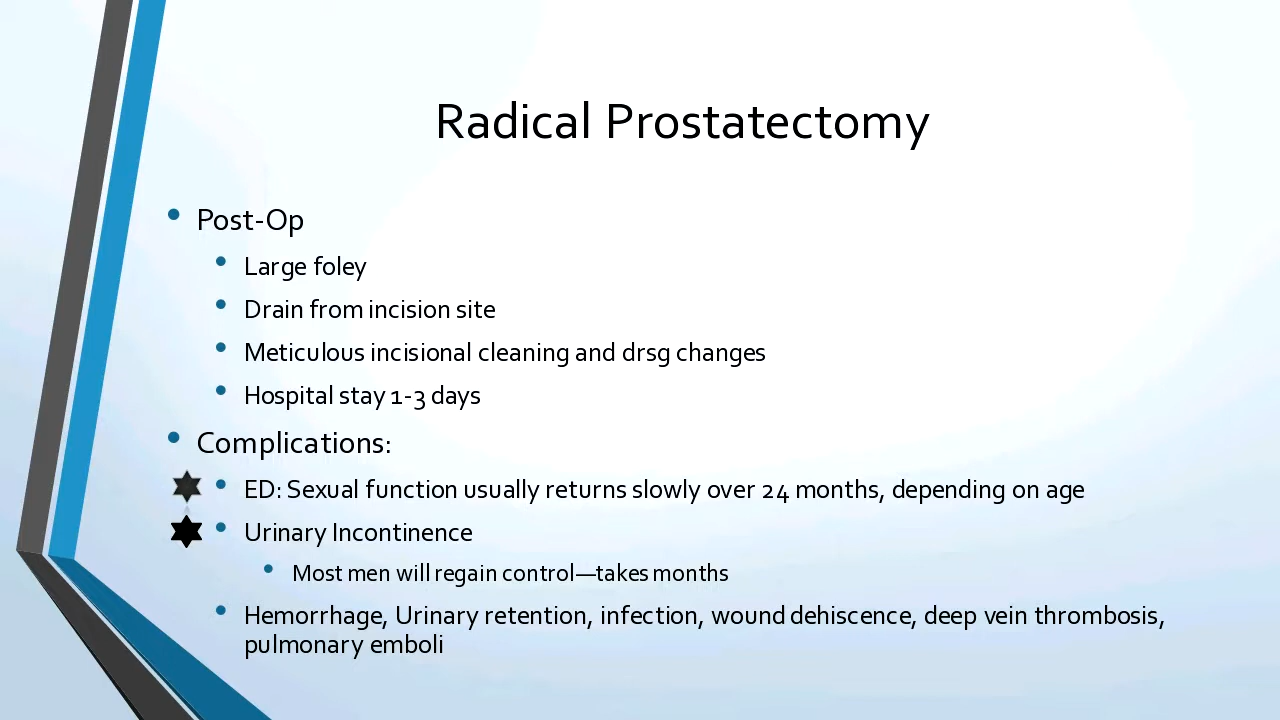 Radical Prostatectomy
• Post-Op
• Large foley
• Drain from incision site
• Meticulous incisional cleaning and drsg changes
• Hospital stay 1-3 days
• Complications:
• ED: Sexual function usually returns slowly over 24 months, depending on age
• Urinary Incontinence
• Most men will regain control—takes months
• Hemorrhage, Urinary retention, infection, wound dehiscence, deep vein thrombosis,
pulmonary emboli